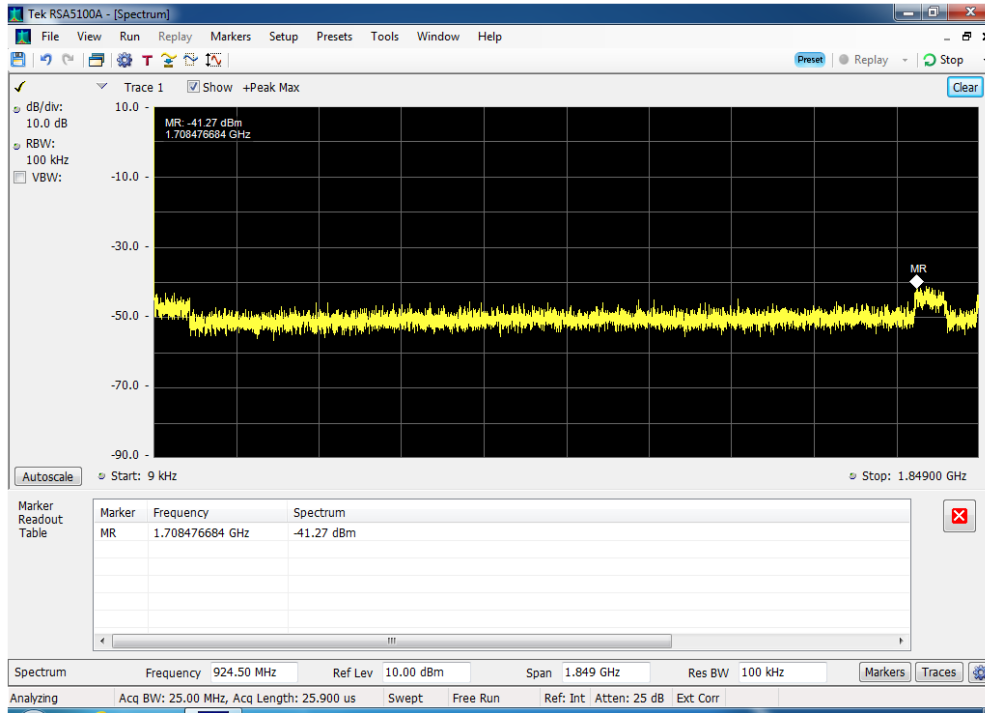 Tek RSA5100A - [Spectrum]
File View Run Replay Markers Setup Presets Tools Window Help
T Preset Replay Stop
Trace 1 Show +Peak Max Clear
dB/div:
10.0 dB
RBW:
100 kHz
VBW:
10.0
-10.0
-30.0
-50.0
-70.0
-90.0
MR: -41.27 dBm
1.708476684 GHz
MR
Autoscale Start: 9 kHz Stop: 1.84900 GHz
Marker
Readout
Table
Marker Frequency Spectrum
MR 1.708476684 GHz -41.27 dBm
Spectrum Frequency 924.50 MHz Ref Lev 10.00 dBm Span 1.849 GHz Res BW 100 kHz Markers Traces
Analyzing Acq BW: 25.00 MHz, Acq Length: 25.900 us Swept Free Run Ref: Int Atten: 25 dB Ext Corr